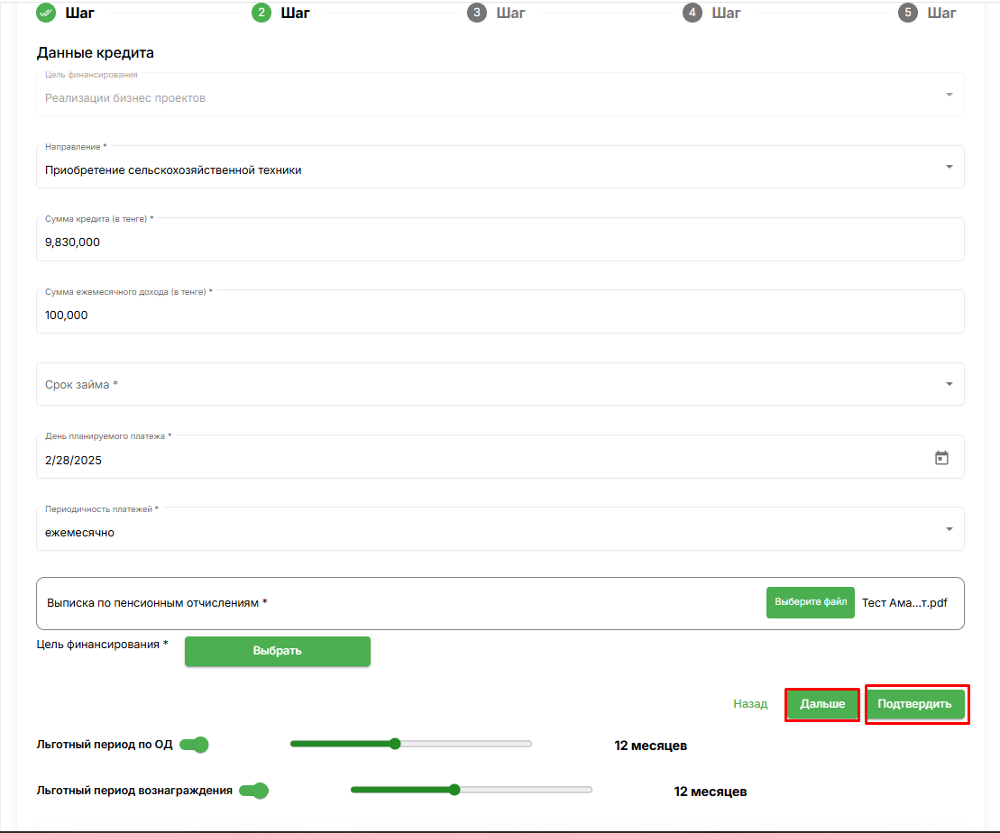 Шаг 2 Шаг 3 Шаг 4 Шаг 5 Шаг
Данные кредита
Цель финансирования
Реализации бизнес проектов
Направление *
Приобретение сельскохозяйственной техники
Сумма кредита (в тенге) *
9,830,000
Сумма ежемесячного дохода (в тенге) *
100,000
Срок займа *
День планируемого платежа *
2/28/2025
Периодичность платежей *
ежемесячно
Выписка по пенсионным отчислениям * Выберите файл Тест Ама...т.pdf
Цель финансирования * Выбрать
Назад Дальше Подтвердить
Льготный период по ОД 12 месяцев
Льготный период вознаграждения 12 месяцев